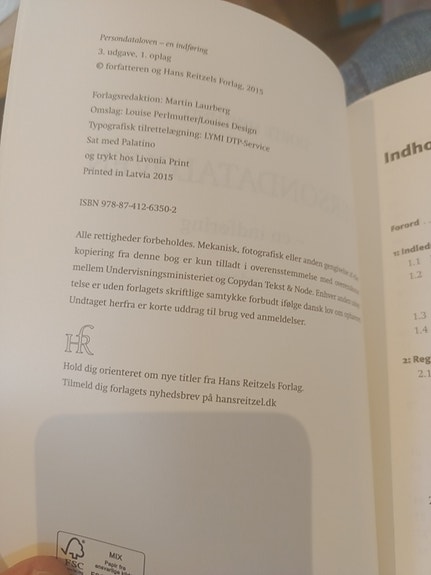 Persondataloven – en indføring
3. udgave, 1. oplag
© forfatteren og Hans Reitzels Forlag, 2015
Forlagsredaktion: Martin Laurberg
Omslag: Louise Perlmutter/Louises Design
Typografisk tilrettelægning: LYMI DTP-Service
Sat med Palatino
og trykt hos Livonia Print
Printed in Latvia 2015
ISBN 978-87-412-6350-2
Alle rettigheder forbeholdes. Mekanisk, fotografisk eller anden gengivelse af eller
kopiering fra denne bog er kun tilladt i overensstemmelse med overenskomst
mellem Undervisningsministeriet og Copydan Tekst & Node. Enhver anden
telse er uden forlagets skriftlige samtykke forbudt ifølge dansk lov om ophavsret.
Undtaget herfra er korte uddrag til brug ved anmeldelser.
HR
Hold dig orienteret om nye titler fra Hans Reitzels Forlag.
Tilmeld dig forlagets nyhedsbrev på hansreitzel.dk
FSC
MIX
Papir fra
ansvarlige
Indho
Forord
1: Indled
1.1
1.2
1.3
1.4
2: Reg
2.1